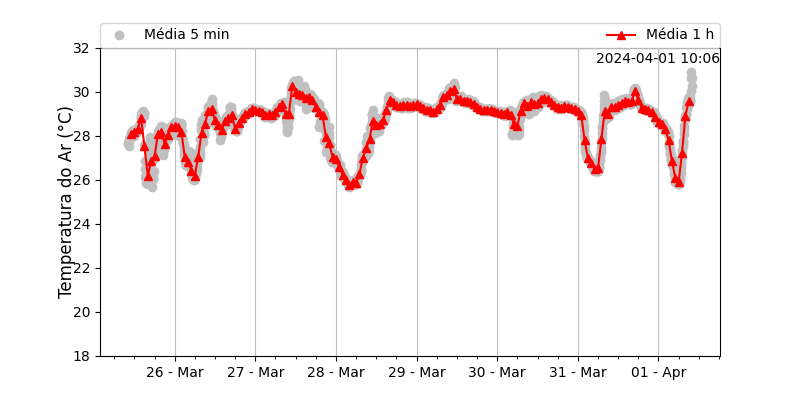 Média 5 min
Média 1 h
2024-04-01 10:06
Temperatura do Ar (°C)
32
30
28
26
24
22
20
18
26 - Mar
27 - Mar
28 - Mar
29 - Mar
30 - Mar
31 - Mar
01 - Apr